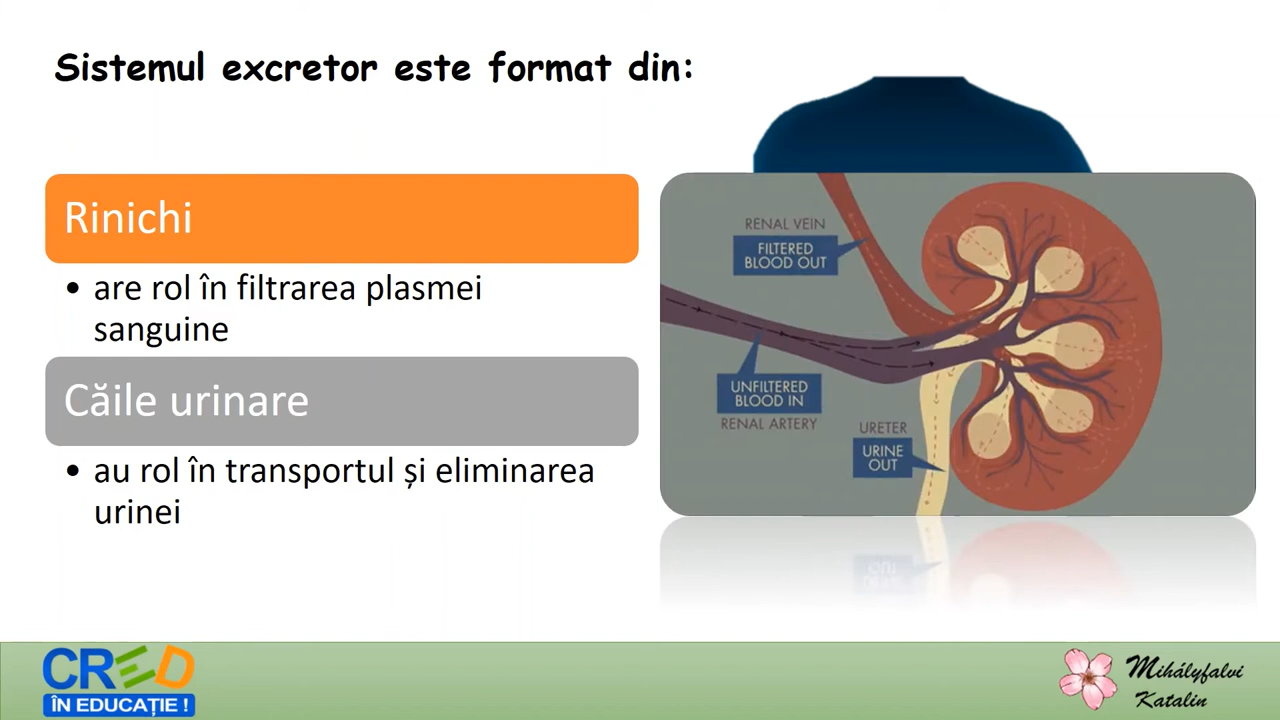 Sistemul excretor este format din:
Rinichi
• are rol în filtrarea plasmei
sanguine
Căile urinare
• au rol în transportul și eliminarea
urinei
RENAL VEIN
FILTERED
BLOOD OUT
UNFILTERED
BLOOD IN
RENAL ARTERY
URETER
URINE
OUT
CRED
ÎN EDUCAȚIE !
Mihályfalvi
Katalin